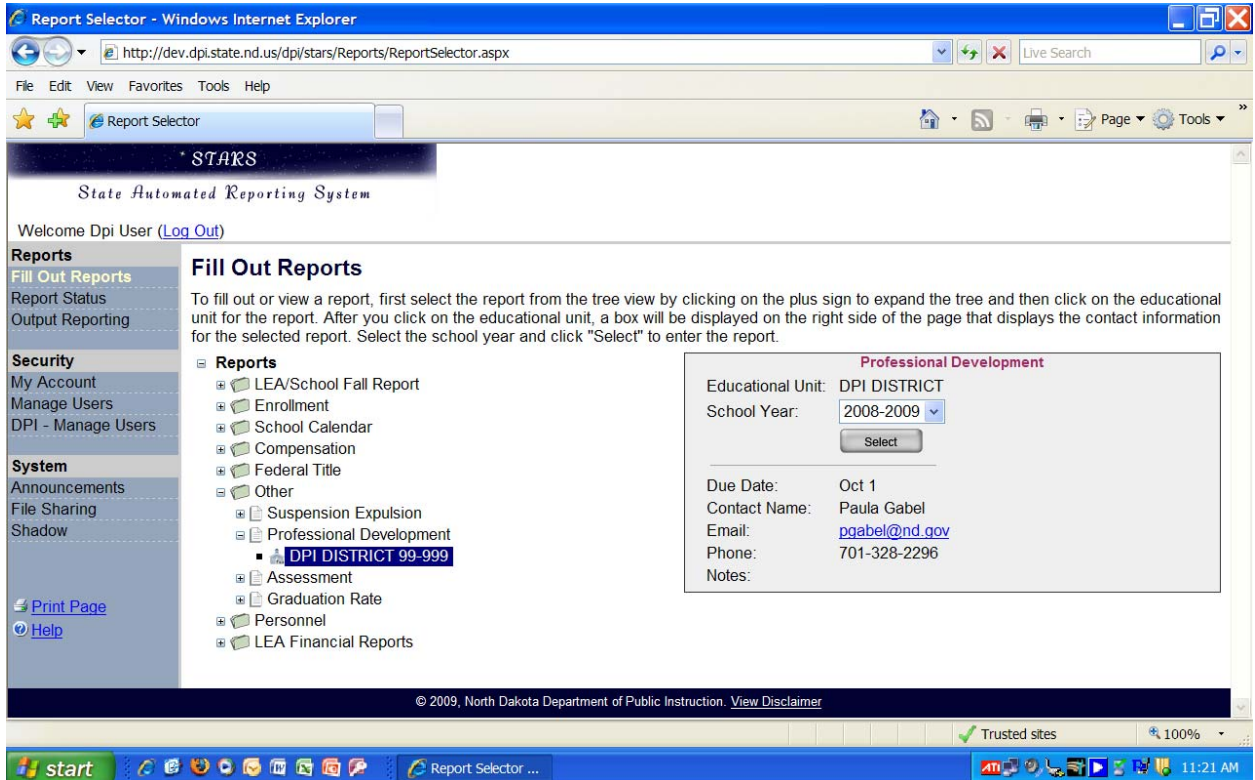 Report Selector - Windows Internet Explorer
http://dev.dpi.state.nd.us/dpi/stars/Reports/ReportSelector.aspx
Live Search
File Edit View Favorites Tools Help
Report Selector
Page Tools »
STARS
State Automated Reporting System
Welcome Dpi User (Log Out)
Reports
Fill Out Reports
Report Status
Output Reporting
Security
My Account
Manage Users
DPI - Manage Users
System
Announcements
File Sharing
Shadow
Print Page
Help
Fill Out Reports
To fill out or view a report, first select the report from the tree view by clicking on the plus sign to expand the tree and then click on the educational
unit for the report. After you click on the educational unit, a box will be displayed on the right side of the page that displays the contact information
for the selected report. Select the school year and click "Select" to enter the report.
Reports
LEA/School Fall Report
Enrollment
School Calendar
Compensation
Federal Title
Other
Suspension Expulsion
Professional Development
DPI DISTRICT 99-999
Assessment
Graduation Rate
Personnel
LEA Financial Reports
Professional Development
Educational Unit: DPI DISTRICT
School Year: 2008-2009
Select
Due Date: Oct 1
Contact Name: Paula Gabel
Email: pgabel@nd.gov
Phone: 701-328-2296
Notes:
© 2009, North Dakota Department of Public Instruction. View Disclaimer
Trusted sites 100%
start Report Selector ... ATI 11:21 AM